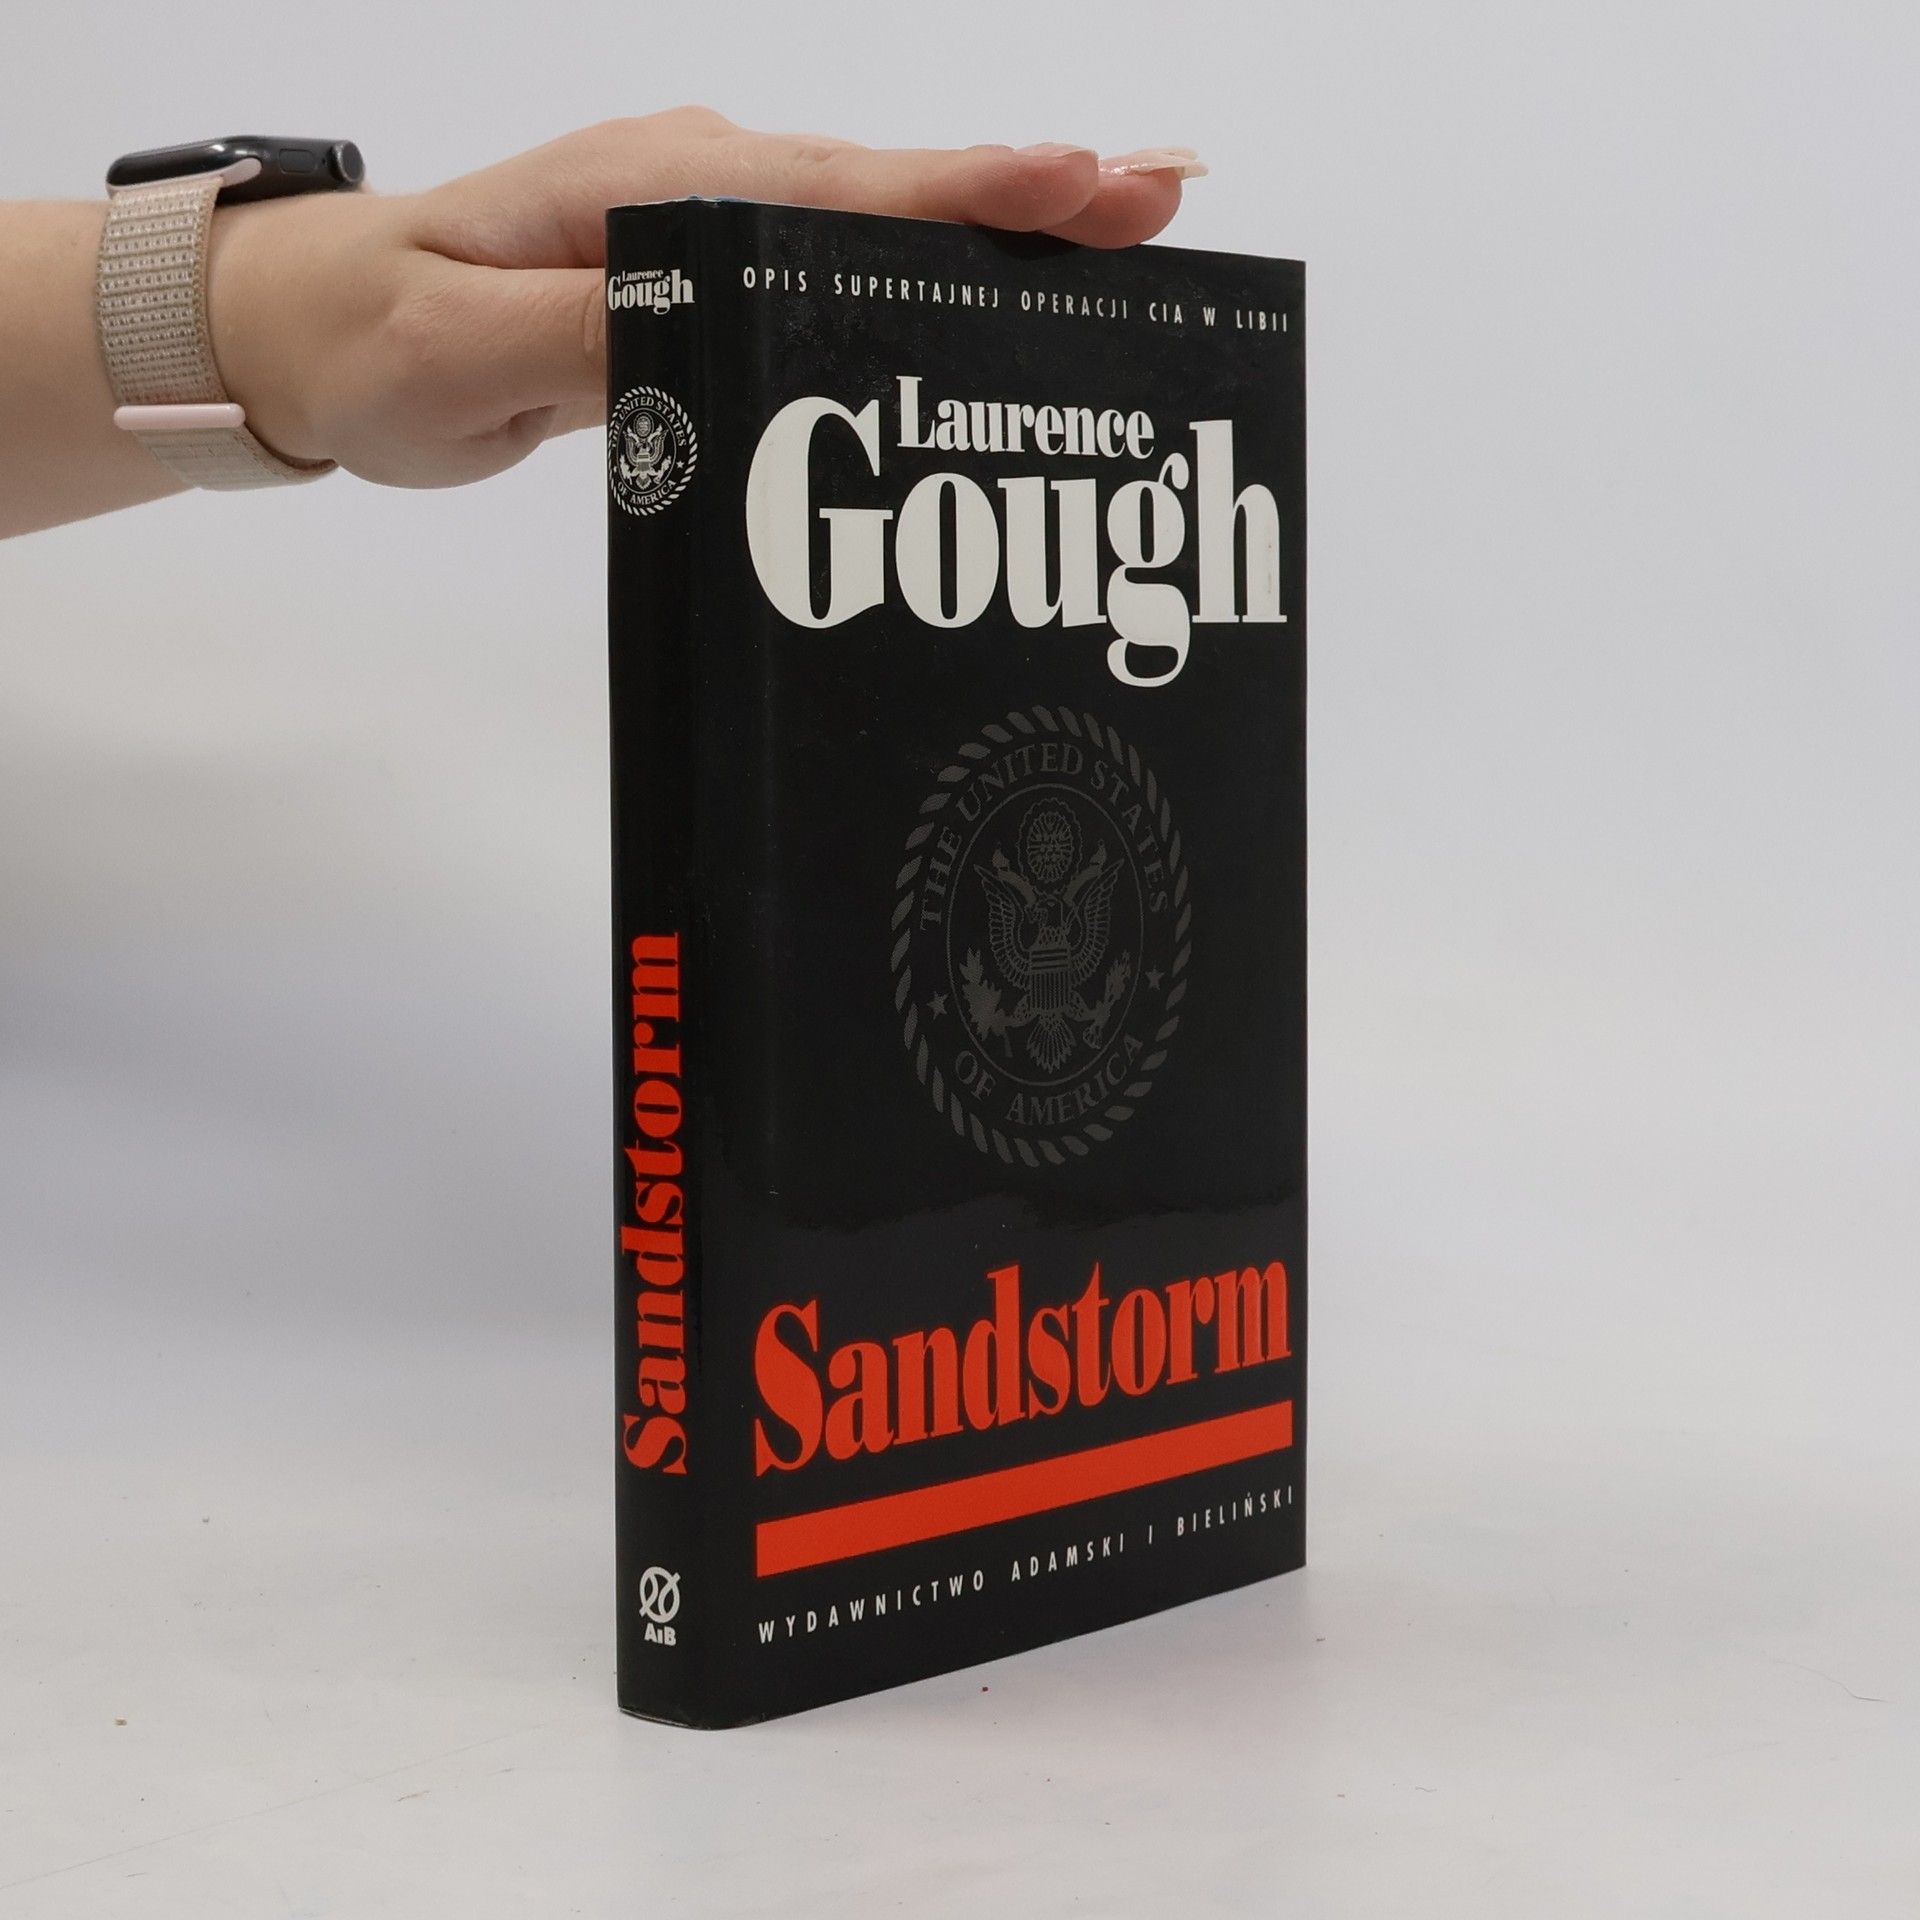 Laurence
Gough
THE UNITED STATES
OF AMERICA
Sandstorm
AiB
OPIS SUPERTAJNEJ OPERACJI CIA W LIBII
Laurence
Gough
THE UNITED STATES
OF AMERICA
Sandstorm
WYDAWNICTWO ADAMSKI I BIELIŃSKI